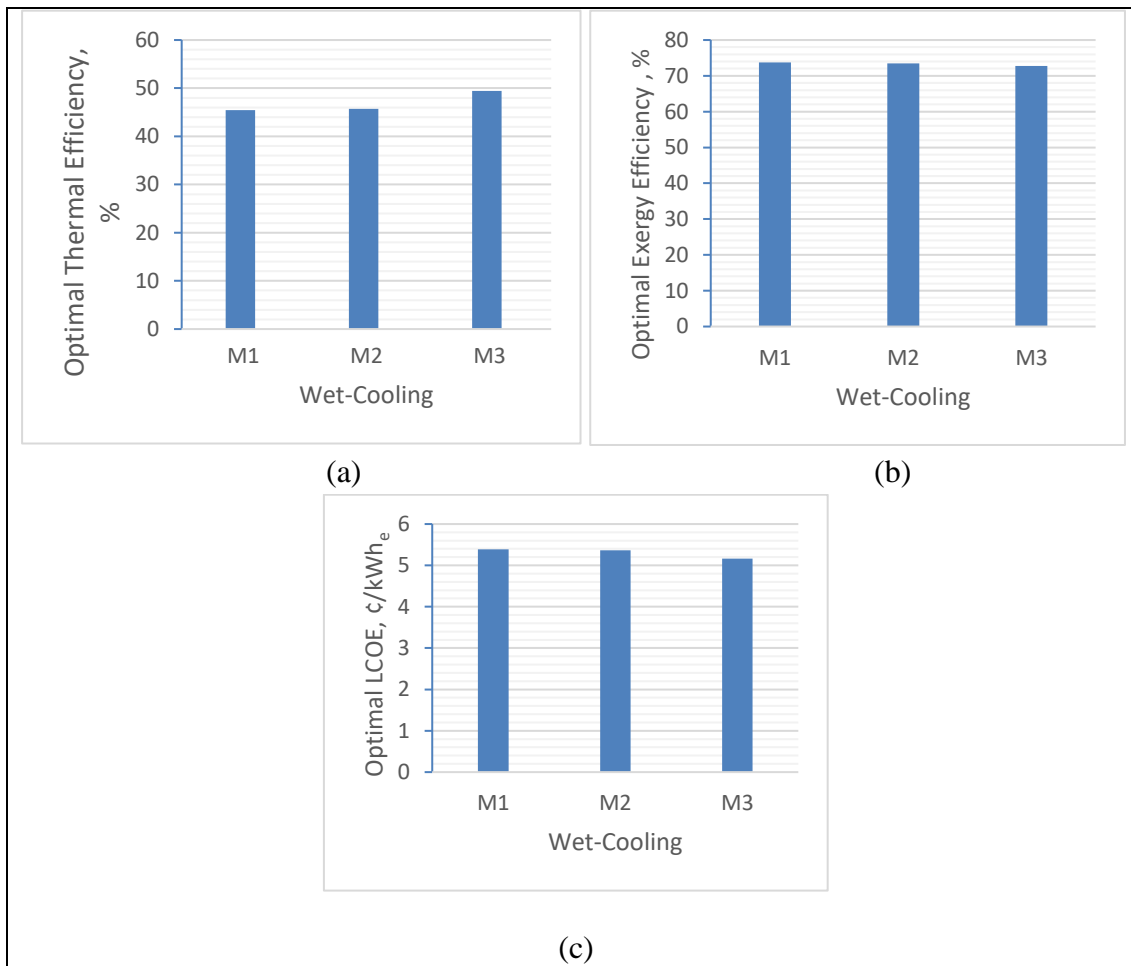 Optimal Thermal Efficiency,
%
60
50
40
30
20
10
0
M1 M2 M3
Wet-Cooling
(a)
Optimal Exergy Efficiency , %
80
70
60
50
40
30
20
10
0
M1 M2 M3
Wet-Cooling
(b)
Optimal LCOE, ¢/kWhₑ
6
5
4
3
2
1
0
M1 M2 M3
Wet-Cooling
(c)